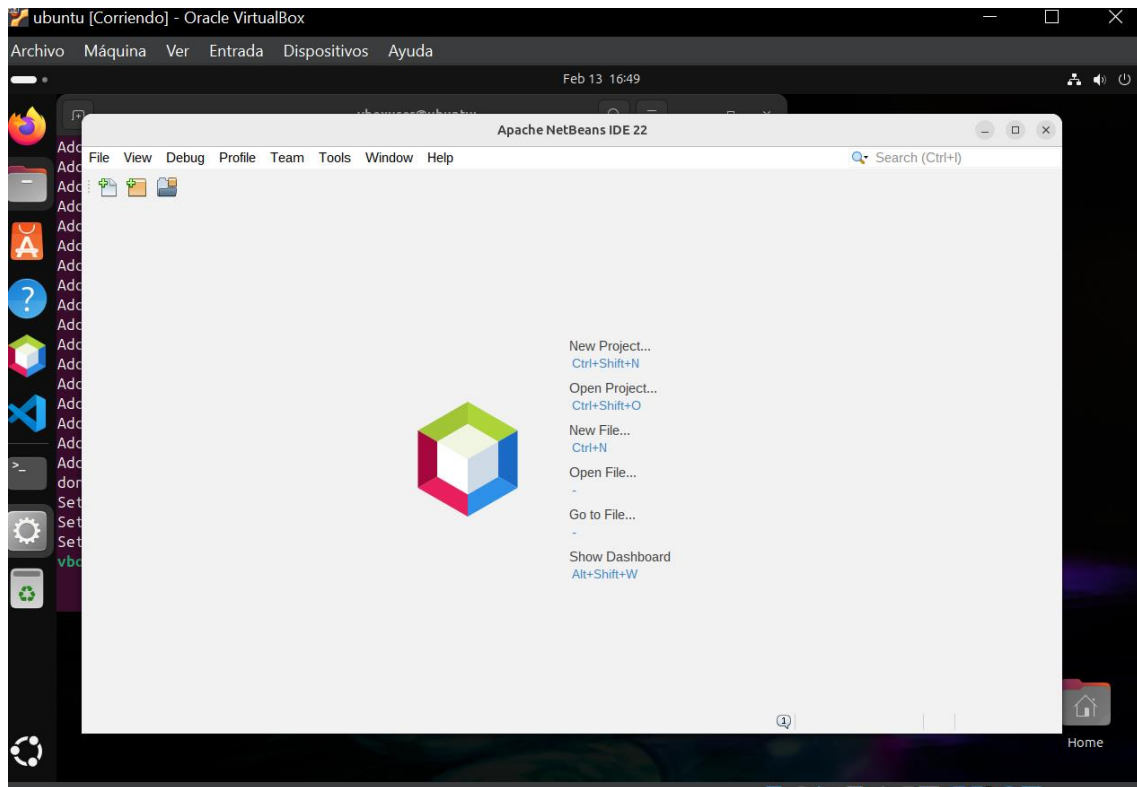 ubuntu [Corriendo] - Oracle VirtualBox
Archivo Máquina Ver Entrada Dispositivos Ayuda
Feb 13 16:49
Apache NetBeans IDE 22
File View Debug Profile Team Tools Window Help
Search (Ctrl+I)
New Project...
Ctrl+Shift+N
Open Project...
Ctrl+Shift+O
New File...
Ctrl+N
Open File...
-
Go to File...
-
Show Dashboard
Alt+Shift+W
1
Home